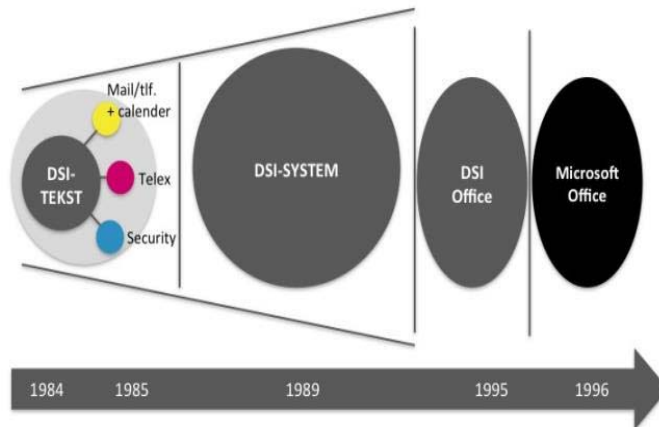 Mail/tlf.
+ calender
DSI-
TEKST
Telex
Security
DSI-SYSTEM
DSI
Office
Microsoft
Office
1984 1985 1989 1995 1996